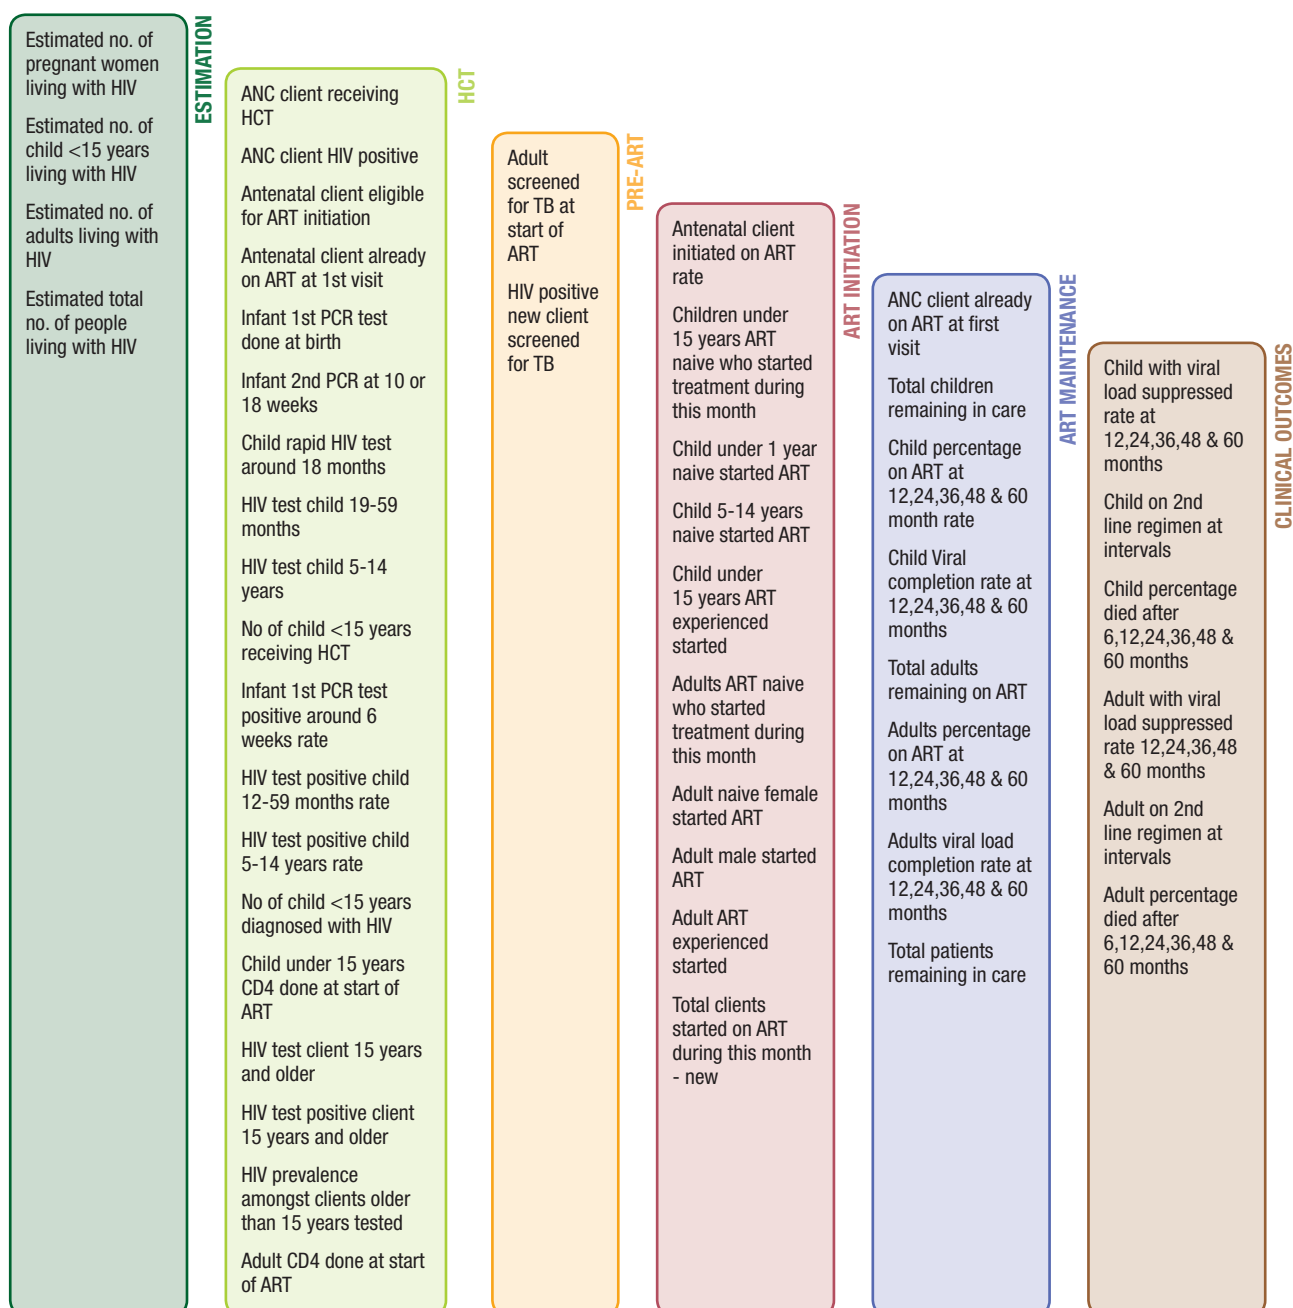 Estimated no. of
pregnant women
living with HIV
Estimated no. of
child <15 years
living with HIV
Estimated no. of
adults living with
HIV
Estimated total
no. of people
living with HIV
ESTIMATION
ANC client receiving
HCT
ANC client HIV positive
Antenatal client eligible
for ART initiation
Antenatal client already
on ART at 1st visit
Infant 1st PCR test
done at birth
Infant 2nd PCR at 10 or
18 weeks
Child rapid HIV test
around 18 months
HIV test child 19-59
months
HIV test child 5-14
years
No of child <15 years
receiving HCT
Infant 1st PCR test
positive around 6
weeks rate
HIV test positive child
12-59 months rate
HIV test positive child
5-14 years rate
No of child <15 years
diagnosed with HIV
Child under 15 years
CD4 done at start of
ART
HIV test client 15 years
and older
HIV test positive client
15 years and older
HIV prevalence
amongst clients older
than 15 years tested
Adult CD4 done at start
of ART
HCT
Adult
screened
for TB at
start of
ART
HIV positive
new client
screened
for TB
PRE-ART
Antenatal client
initiated on ART
rate
Children under
15 years ART
naive who started
treatment during
this month
Child under 1 year
naive started ART
Child 5-14 years
naive started ART
Child under
15 years ART
experienced
started
Adults ART naive
who started
treatment during
this month
Adult naive female
started ART
Adult male started
ART
Adult ART
experienced
started
Total clients
started on ART
during this month
- new
ART INITIATION
ANC client already
on ART at first
visit
Total children
remaining in care
Child percentage
on ART at
12,24,36,48 & 60
month rate
Child Viral
completion rate at
12,24,36,48 & 60
months
Total adults
remaining on ART
Adults percentage
on ART at
12,24,36,48 & 60
months
Adults viral load
completion rate at
12,24,36,48 & 60
months
Total patients
remaining in care
ART MAINTENANCE
Child with viral
load suppressed
rate at
12,24,36,48 & 60
months
Child on 2nd
line regimen at
intervals
Child percentage
died after
6,12,24,36,48 &
60 months
Adult with viral
load suppressed
rate 12,24,36,48
& 60 months
Adult on 2nd
line regimen at
intervals
Adult percentage
died after
6,12,24,36,48 &
60 months
CLINICAL OUTCOMES